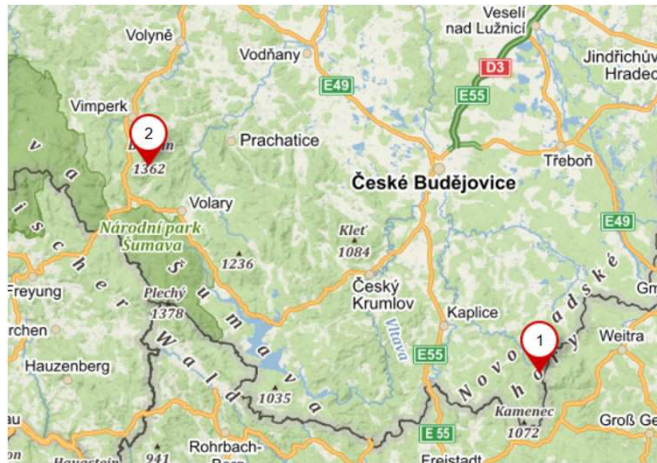 Veselí
nad Lužnicí
Volyně
Vodňany
Jindřichův
Hradec
D3
E49
E55
Vimperk
2
Prachatice
Třeboň
1362
České Budějovice
Volary
Národní park
Šumava
E49
Kleť
1084
1236
Freyung
Plechý
1378
Český
Krumlov
Kaplice
Vltava
Šumava
Wald
Novohradské
hory
1
Weitra
E55
Hauzenberg
1035
Kamenec
1072
E 55
Rohrbach-
941
Freistadt